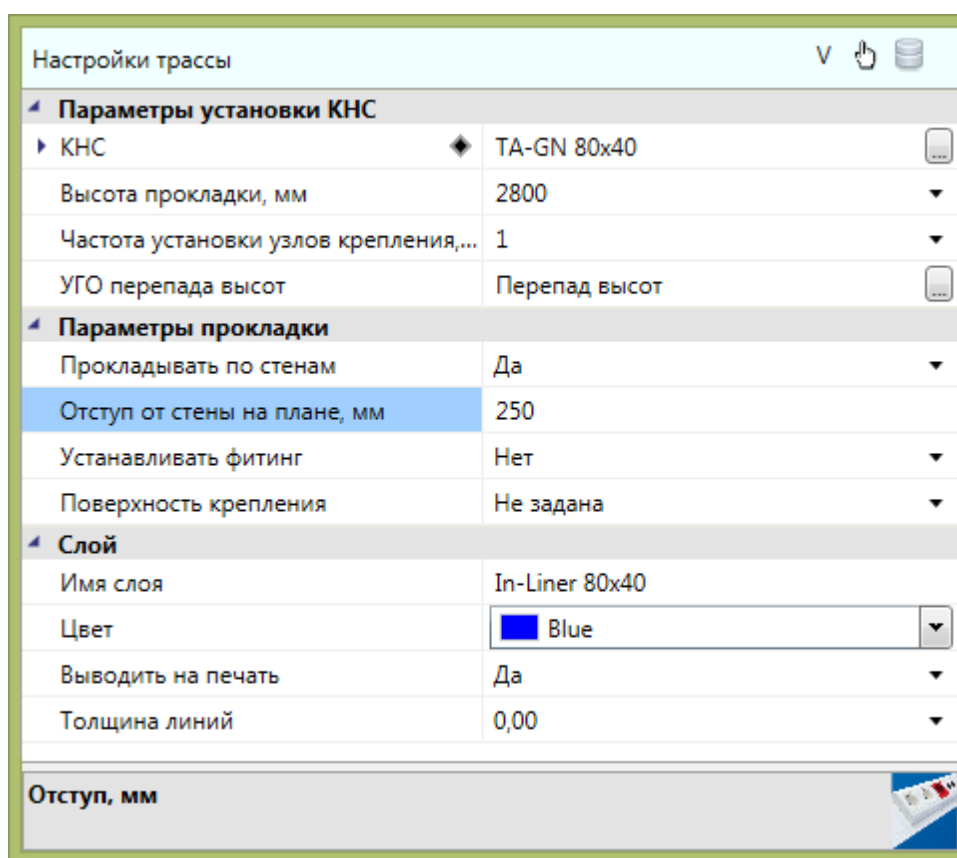 Настройки трассы V
Параметры установки КНС
КНС TA-GN 80x40 ...
Высота прокладки, мм 2800
Частота установки узлов крепления,... 1
УГО перепада высот Перепад высот ...
Параметры прокладки
Прокладывать по стенам Да
Отступ от стены на плане, мм 250
Устанавливать фитинг Нет
Поверхность крепления Не задана
Слой
Имя слоя In-Liner 80x40
Цвет Blue
Выводить на печать Да
Толщина линий 0,00
Отступ, мм